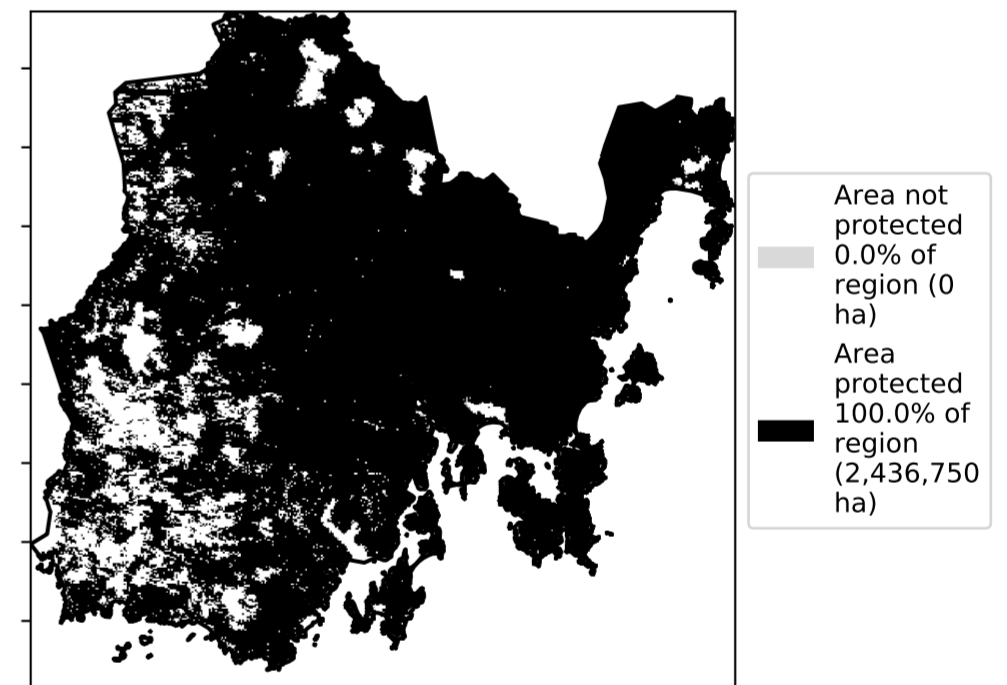 Area not
protected
0.0% of
region (0
ha)
Area
protected
100.0% of
region
(2,436,750
ha)